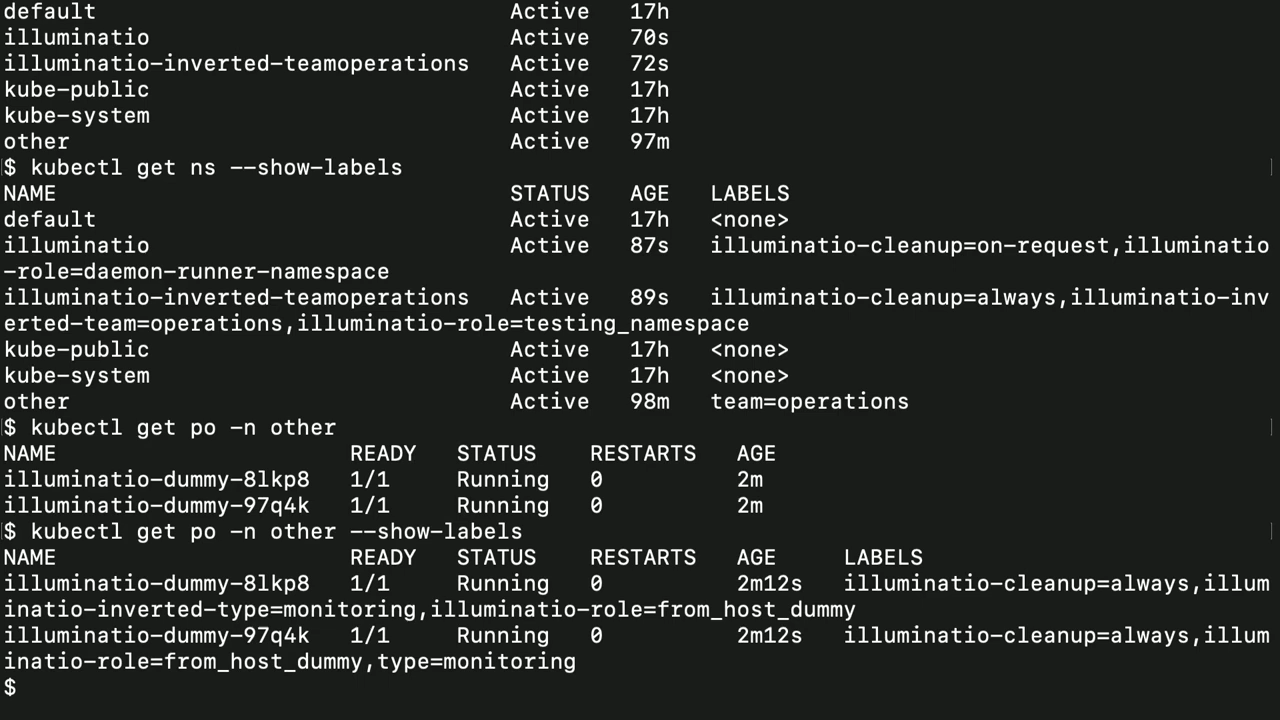 default                               Active   17h
illuminatio                           Active   70s
illuminatio-inverted-teamoperations   Active   72s
kube-public                           Active   17h
kube-system                           Active   17h
other                                 Active   97m
$ kubectl get ns --show-labels
NAME                                  STATUS   AGE   LABELS
default                               Active   17h   <none>
illuminatio                           Active   87s   illuminatio-cleanup=on-request,illuminatio
-role=daemon-runner-namespace
illuminatio-inverted-teamoperations   Active   89s   illuminatio-cleanup=always,illuminatio-inv
erted-team=operations,illuminatio-role=testing_namespace
kube-public                           Active   17h   <none>
kube-system                           Active   17h   <none>
other                                 Active   98m   team=operations
$ kubectl get po -n other
NAME                      READY   STATUS    RESTARTS   AGE
illuminatio-dummy-8lkp8   1/1     Running   0          2m
illuminatio-dummy-97q4k   1/1     Running   0          2m
$ kubectl get po -n other --show-labels
NAME                      READY   STATUS    RESTARTS   AGE     LABELS
illuminatio-dummy-8lkp8   1/1     Running   0          2m12s   illuminatio-cleanup=always,illum
inatio-inverted-type=monitoring,illuminatio-role=from_host_dummy
illuminatio-dummy-97q4k   1/1     Running   0          2m12s   illuminatio-cleanup=always,illum
inatio-role=from_host_dummy,type=monitoring
$